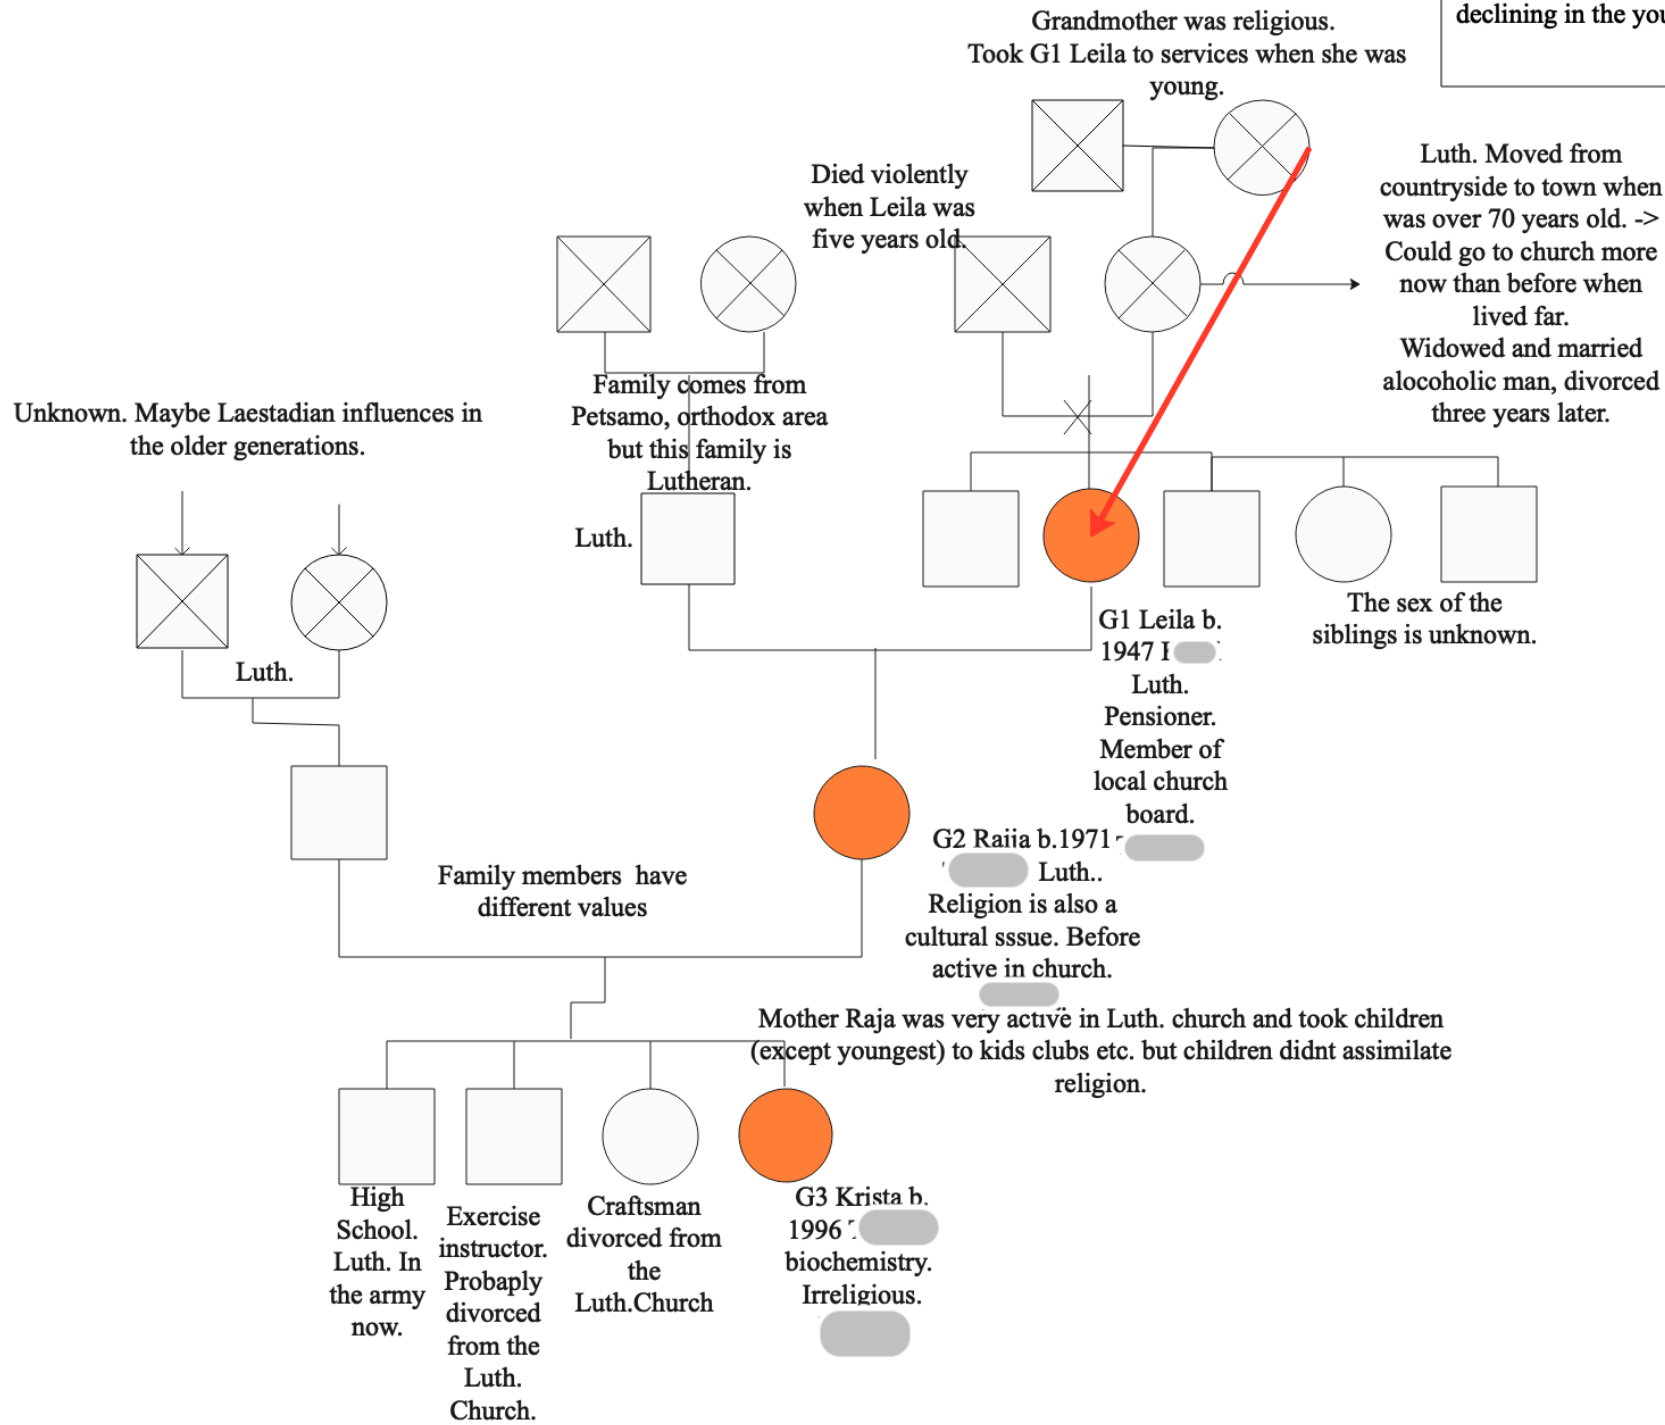 declining in the you
Grandmother was religious.
Took G1 Leila to services when she was
young.
Died violently
when Leila was
five years old.
Luth. Moved from
countryside to town when
was over 70 years old. ->
Could go to church more
now than before when
lived far.
Widowed and married
alocoholic man, divorced
three years later.
Family comes from
Petsamo, orthodox area
but this family is
Lutheran.
Unknown. Maybe Laestadian influences in
the older generations.
Luth.
Luth.
The sex of the
siblings is unknown.
G1 Leila b.
1947
Luth.
Pensioner.
Member of
local church
board.
G2 Raija b.1971
Luth..
Religion is also a
cultural sssue. Before
active in church.
Family members have
different values
Mother Raja was very active in Luth. church and took children
(except youngest) to kids clubs etc. but children didnt assimilate
religion.
High
School.
Luth. In
the army
now.
Exercise
instructor.
Probaply
divorced
from the
Luth.
Church.
Craftsman
divorced from
the
Luth.Church
G3 Krista b.
1996
biochemistry.
Irreligious.